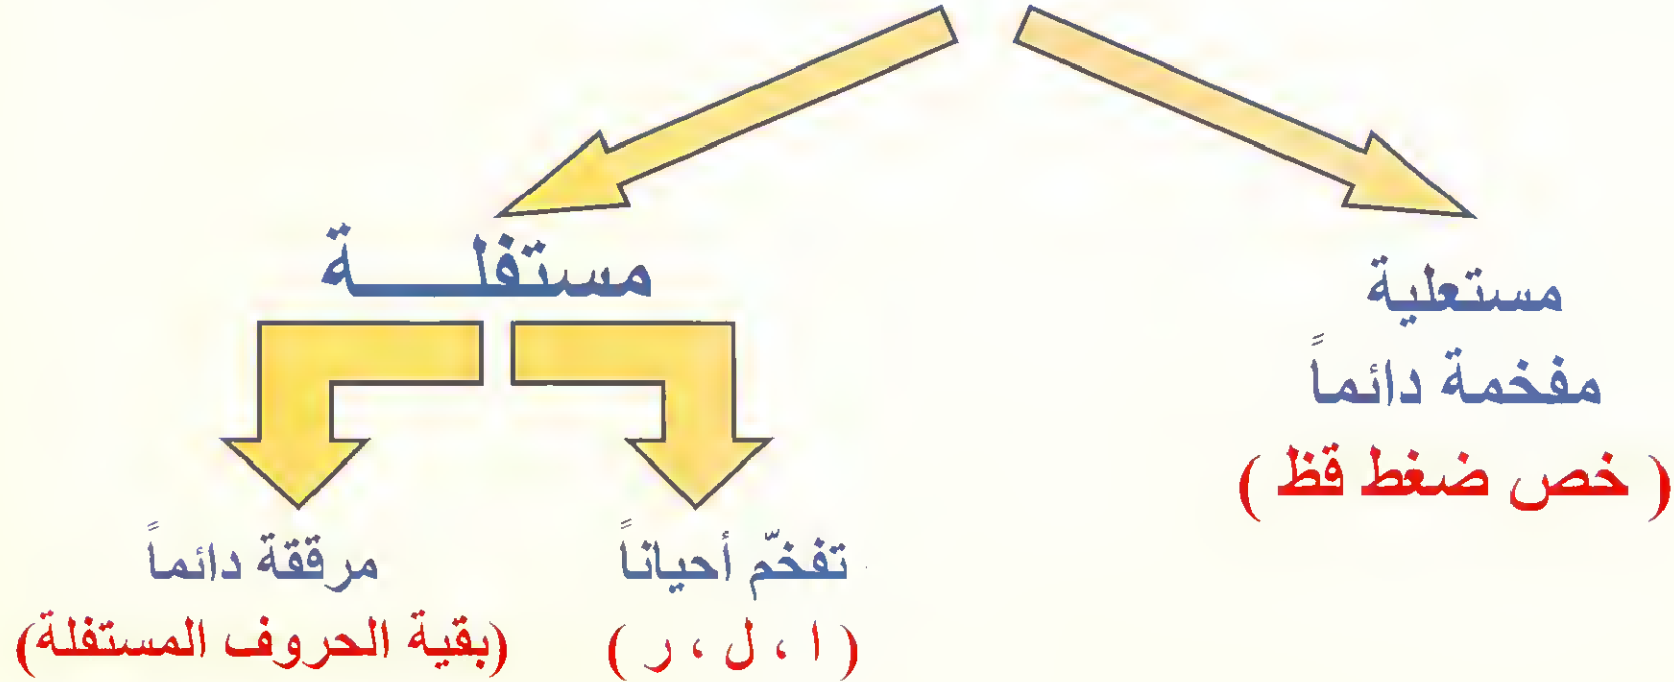 مستعلية
مفخمة دائماً
( خص ضغط قظ )
مستفلـــــة
تفخّم أحياناً
( ا ، ل ، ر )
مرققة دائماً
(بقية الحروف المستفلة)